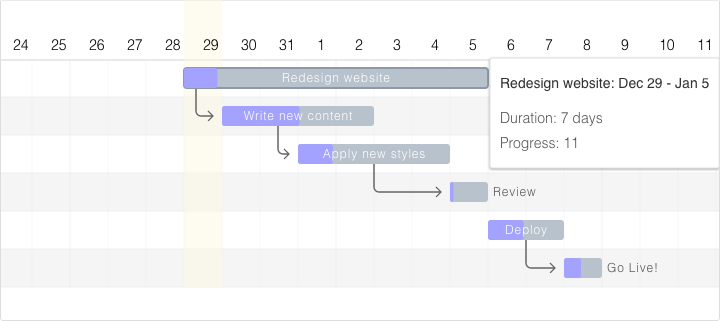 24 25 26 27 28 29 30 31 1 2 3 4 5 6 7 8 9 10 11
Redesign website
Redesign website: Dec 29 - Jan 5
Write new content
Duration: 7 days
Progress: 11
Apply new styles
Review
Deploy
Go Live!